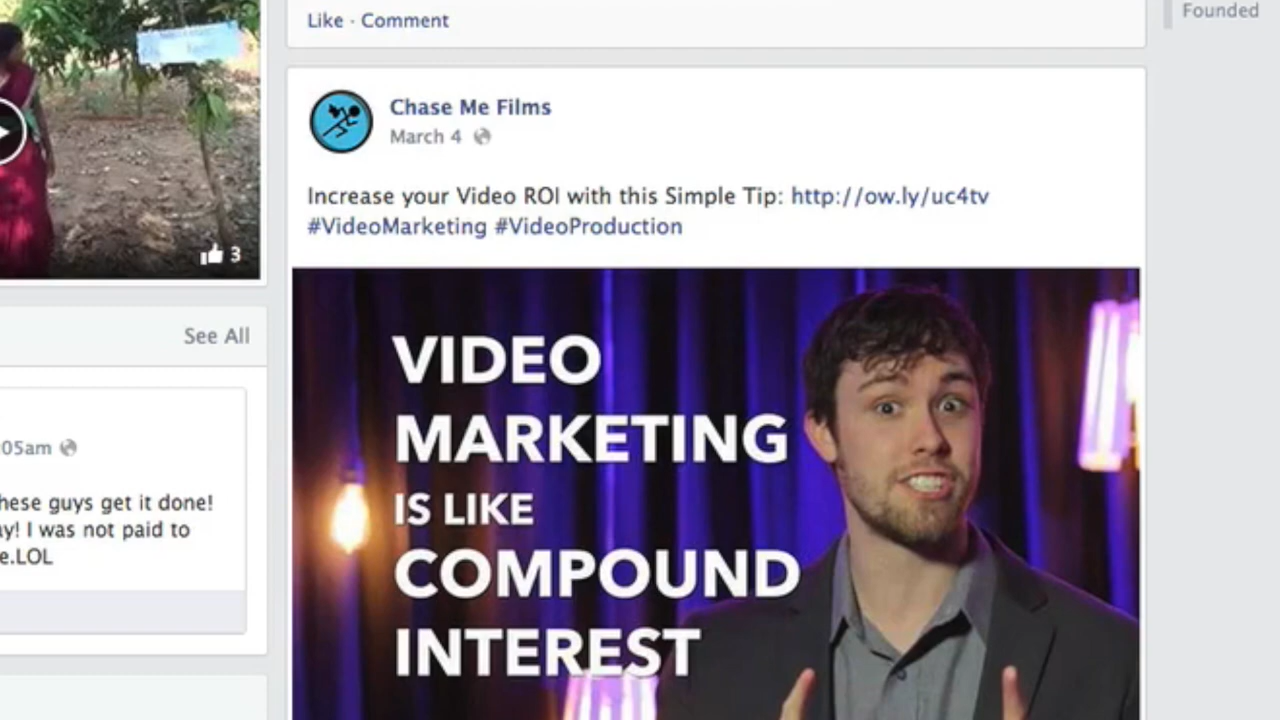 Like · Comment
Founded
Chase Me Films
March 4
Increase your Video ROI with this Simple Tip: http://ow.ly/uc4tv
#VideoMarketing #VideoProduction
VIDEO
MARKETING
IS LIKE
COMPOUND
INTEREST
3
See All
05am
hese guys get it done!
y! I was not paid to
e.LOL